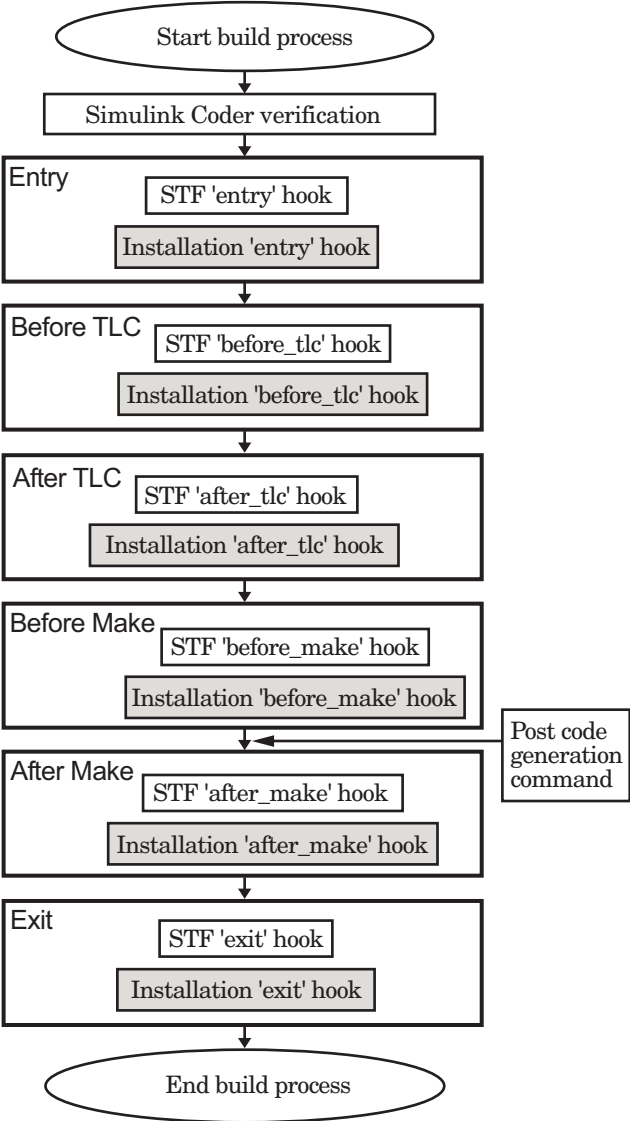 Start build process
Simulink Coder verification
Entry
STF 'entry' hook
Installation 'entry' hook
Before TLC
STF 'before_tlc' hook
Installation 'before_tlc' hook
After TLC
STF 'after_tlc' hook
Installation 'after_tlc' hook
Before Make
STF 'before_make' hook
Installation 'before_make' hook
Post code
generation
command
After Make
STF 'after_make' hook
Installation 'after_make' hook
Exit
STF 'exit' hook
Installation 'exit' hook
End build process